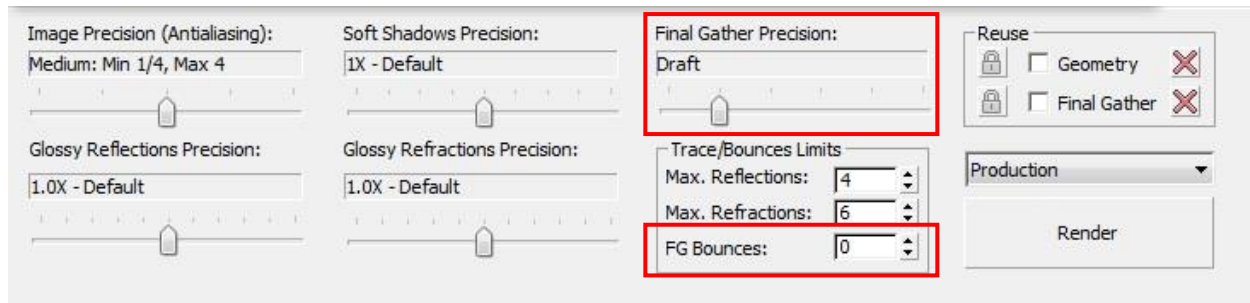 Image Precision (Antialiasing):
Medium: Min 1/4, Max 4
Soft Shadows Precision:
1X - Default
Final Gather Precision:
Draft
Reuse
Geometry
Final Gather
Glossy Reflections Precision:
1.0X - Default
Glossy Refractions Precision:
1.0X - Default
Trace/Bounces Limits
Max. Reflections: 4
Max. Refractions: 6
FG Bounces: 0
Production
Render